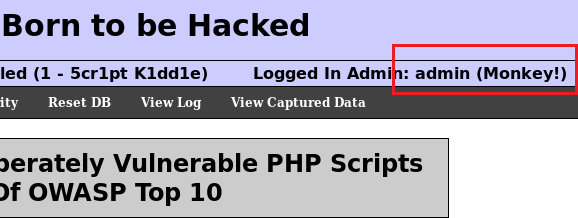 Born to be Hacked
led (1 - 5cr1pt K1dd1e) Logged In Admin: admin (Monkey!)
ity Reset DB View Log View Captured Data
perately Vulnerable PHP Scripts
Of OWASP Top 10